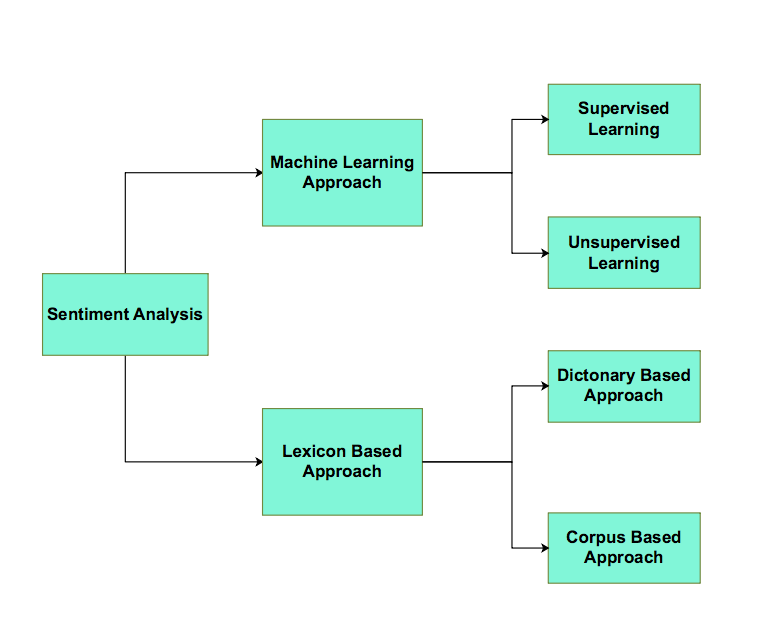 Supervised
Learning
Machine Learning
Approach
Unsupervised
Learning
Sentiment Analysis
Dictonary Based
Approach
Lexicon Based
Approach
Corpus Based
Approach